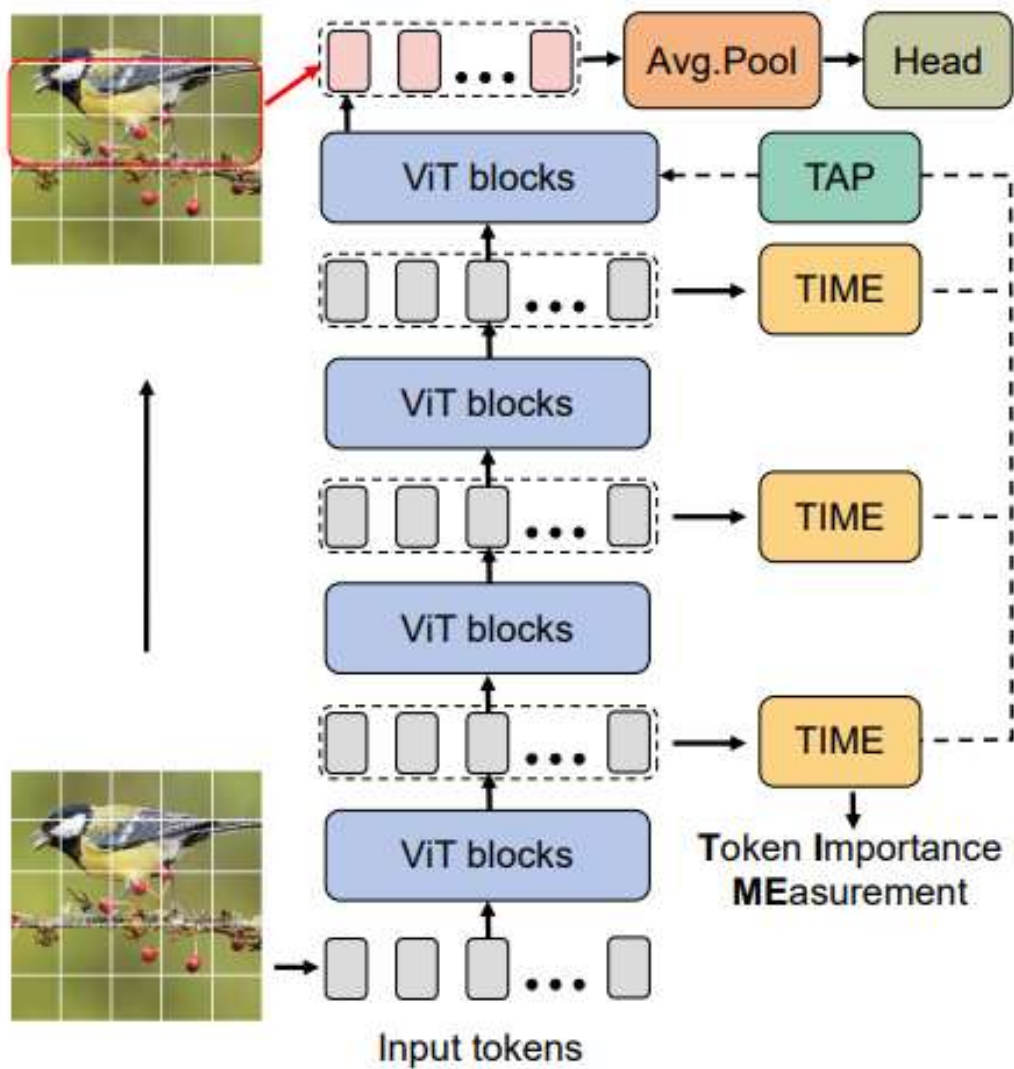 Avg.Pool
Head
ViT blocks
TAP
TIME
ViT blocks
TIME
ViT blocks
TIME
ViT blocks
Token Importance
MEasurement
Input tokens